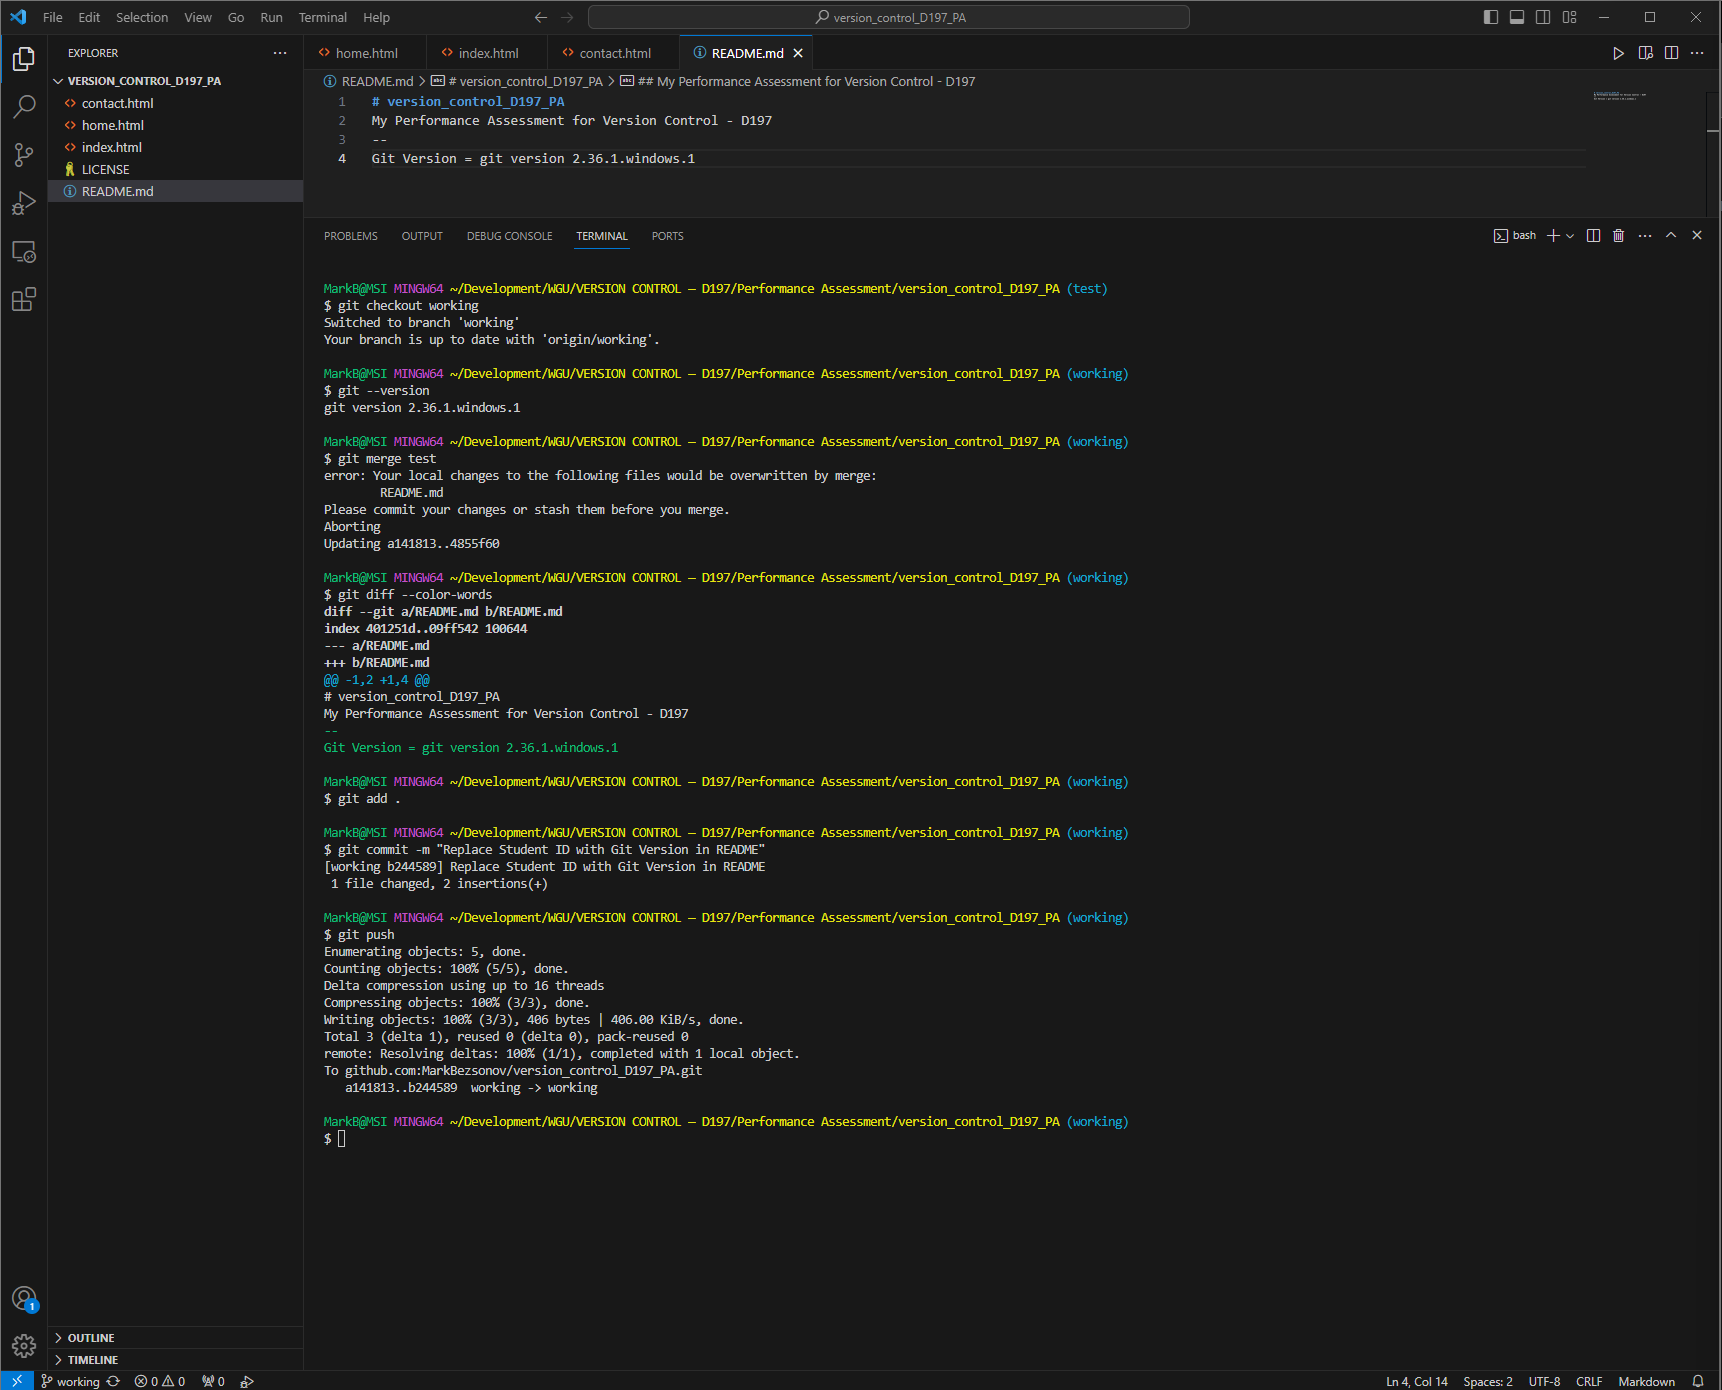 File Edit Selection View Go Run Terminal Help
version_control_D197_PA
EXPLORER
VERSION_CONTROL_D197_PA
contact.html
home.html
index.html
LICENSE
README.md
home.html index.html contact.html README.md
README.md > # version_control_D197_PA > ## My Performance Assessment for Version Control - D197
1 # version_control_D197_PA
2 My Performance Assessment for Version Control - D197
3 --
4 Git Version = git version 2.36.1.windows.1
PROBLEMS OUTPUT DEBUG CONSOLE TERMINAL PORTS
bash
MarkB@MSI MINGW64 ~/Development/WGU/VERSION CONTROL – D197/Performance Assessment/version_control_D197_PA (test)
$ git checkout working
Switched to branch 'working'
Your branch is up to date with 'origin/working'.
MarkB@MSI MINGW64 ~/Development/WGU/VERSION CONTROL – D197/Performance Assessment/version_control_D197_PA (working)
$ git --version
git version 2.36.1.windows.1
MarkB@MSI MINGW64 ~/Development/WGU/VERSION CONTROL – D197/Performance Assessment/version_control_D197_PA (working)
$ git merge test
error: Your local changes to the following files would be overwritten by merge:
README.md
Please commit your changes or stash them before you merge.
Aborting
Updating a141813..4855f60
MarkB@MSI MINGW64 ~/Development/WGU/VERSION CONTROL – D197/Performance Assessment/version_control_D197_PA (working)
$ git diff --color-words
diff --git a/README.md b/README.md
index 401251d..09ff542 100644
--- a/README.md
+++ b/README.md
@@ -1,2 +1,4 @@
# version_control_D197_PA
My Performance Assessment for Version Control - D197
--
Git Version = git version 2.36.1.windows.1
MarkB@MSI MINGW64 ~/Development/WGU/VERSION CONTROL – D197/Performance Assessment/version_control_D197_PA (working)
$ git add .
MarkB@MSI MINGW64 ~/Development/WGU/VERSION CONTROL – D197/Performance Assessment/version_control_D197_PA (working)
$ git commit -m "Replace Student ID with Git Version in README"
[working b244589] Replace Student ID with Git Version in README
1 file changed, 2 insertions(+)
MarkB@MSI MINGW64 ~/Development/WGU/VERSION CONTROL – D197/Performance Assessment/version_control_D197_PA (working)
$ git push
Enumerating objects: 5, done.
Counting objects: 100% (5/5), done.
Delta compression using up to 16 threads
Compressing objects: 100% (3/3), done.
Writing objects: 100% (3/3), 406 bytes | 406.00 KiB/s, done.
Total 3 (delta 1), reused 0 (delta 0), pack-reused 0
remote: Resolving deltas: 100% (1/1), completed with 1 local object.
To github.com:MarkBezsonov/version_control_D197_PA.git
a141813..b244589  working -> working
MarkB@MSI MINGW64 ~/Development/WGU/VERSION CONTROL – D197/Performance Assessment/version_control_D197_PA (working)
$
1
OUTLINE
TIMELINE
working 0 0 0 Ln 4, Col 14 Spaces: 2 UTF-8 CRLF Markdown